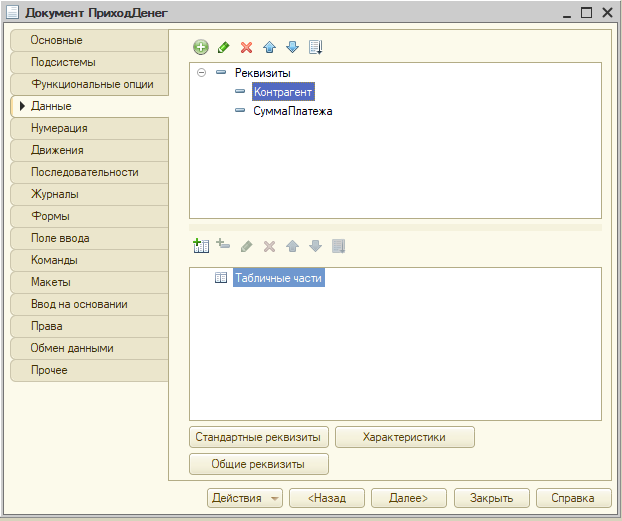 Документ ПриходДенег
Основные
Подсистемы
Функциональные опции
Данные
Нумерация
Движения
Последовательности
Журналы
Формы
Поле ввода
Команды
Макеты
Ввод на основании
Права
Обмен данными
Прочее
Реквизиты
Контрагент
СуммаПлатежа
Табличные части
Стандартные реквизиты
Характеристики
Общие реквизиты
Действия
<Назад
Далее>
Закрыть
Справка